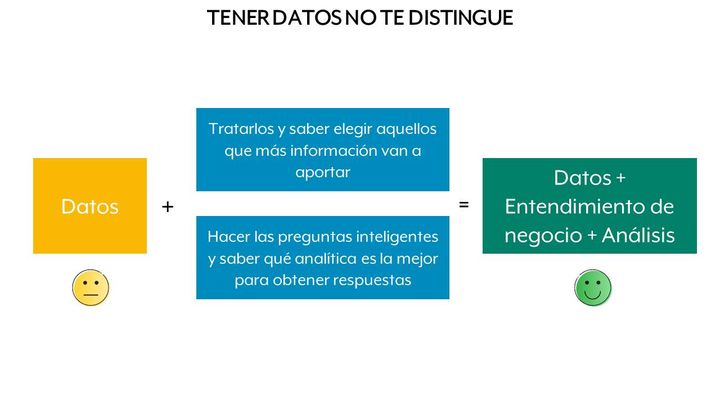 TENER DATOS NO TE DISTINGUE
Datos
+
Tratarlos y saber elegir aquellos
que más información van a
aportar
Hacer las preguntas inteligentes
y saber qué analítica es la mejor
para obtener respuestas
=
Datos +
Entendimiento de
negocio + Análisis